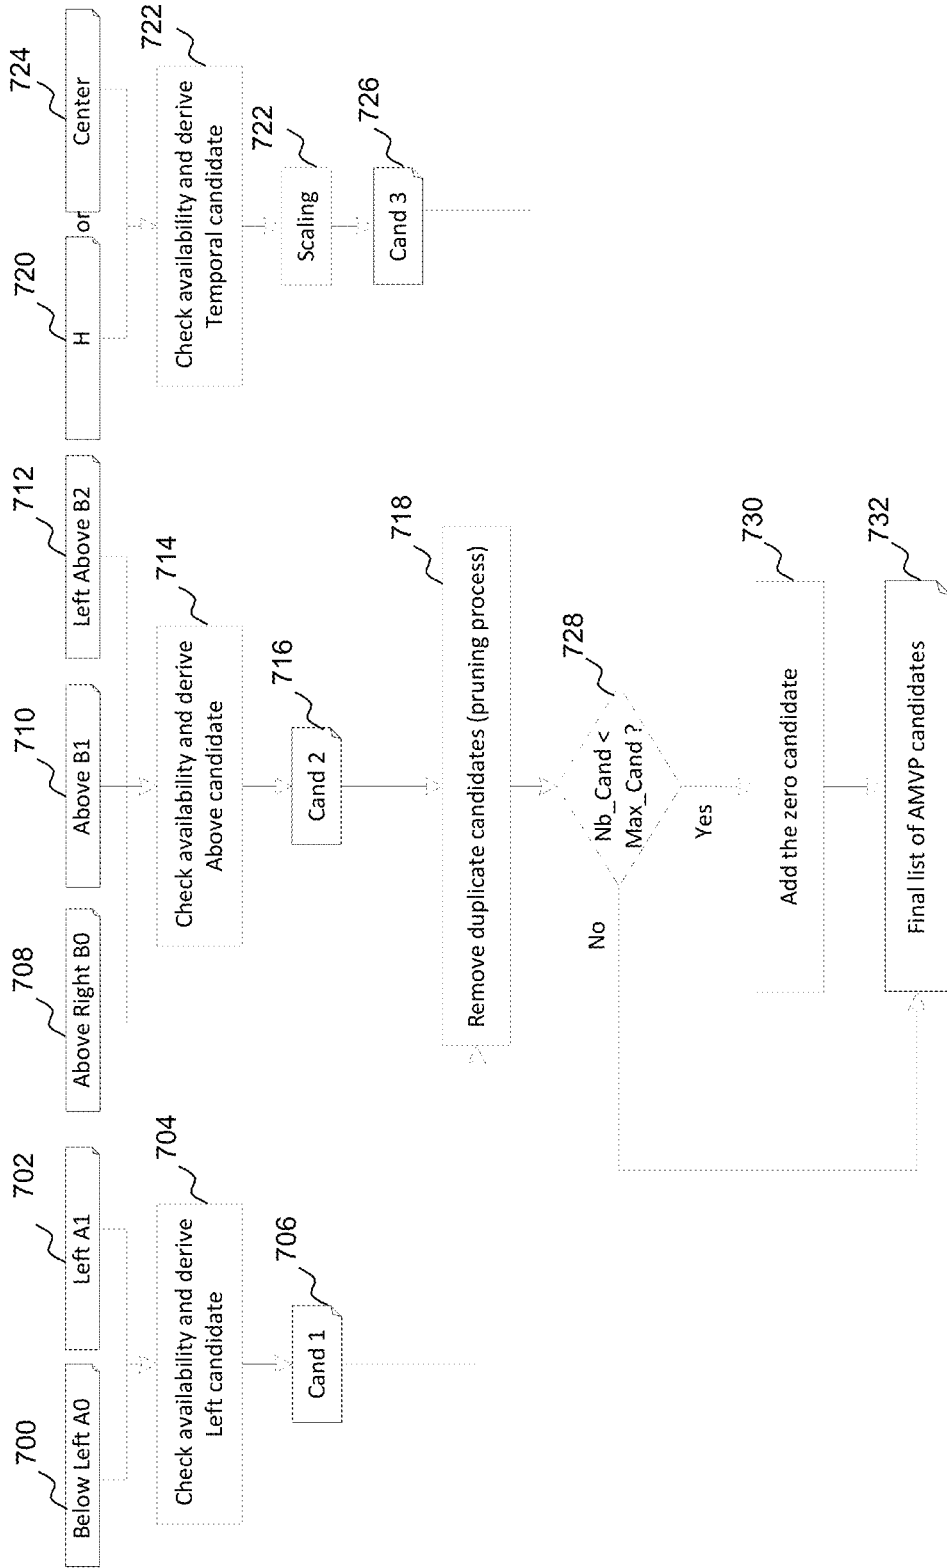 700
Below Left A0
702
Left A1
708
Above Right B0
710
Above B1
712
Left Above B2
720
H
or
724
Center
704
Check availability and derive
Left candidate
714
Check availability and derive
Above candidate
722
Check availability and derive
Temporal candidate
706
Cand 1
716
Cand 2
722
Scaling
726
Cand 3
718
Remove duplicate candidates (pruning process)
728
Nb_Cand <
Max_Cand ?
No
Yes
730
Add the zero candidate
732
Final list of AMVP candidates